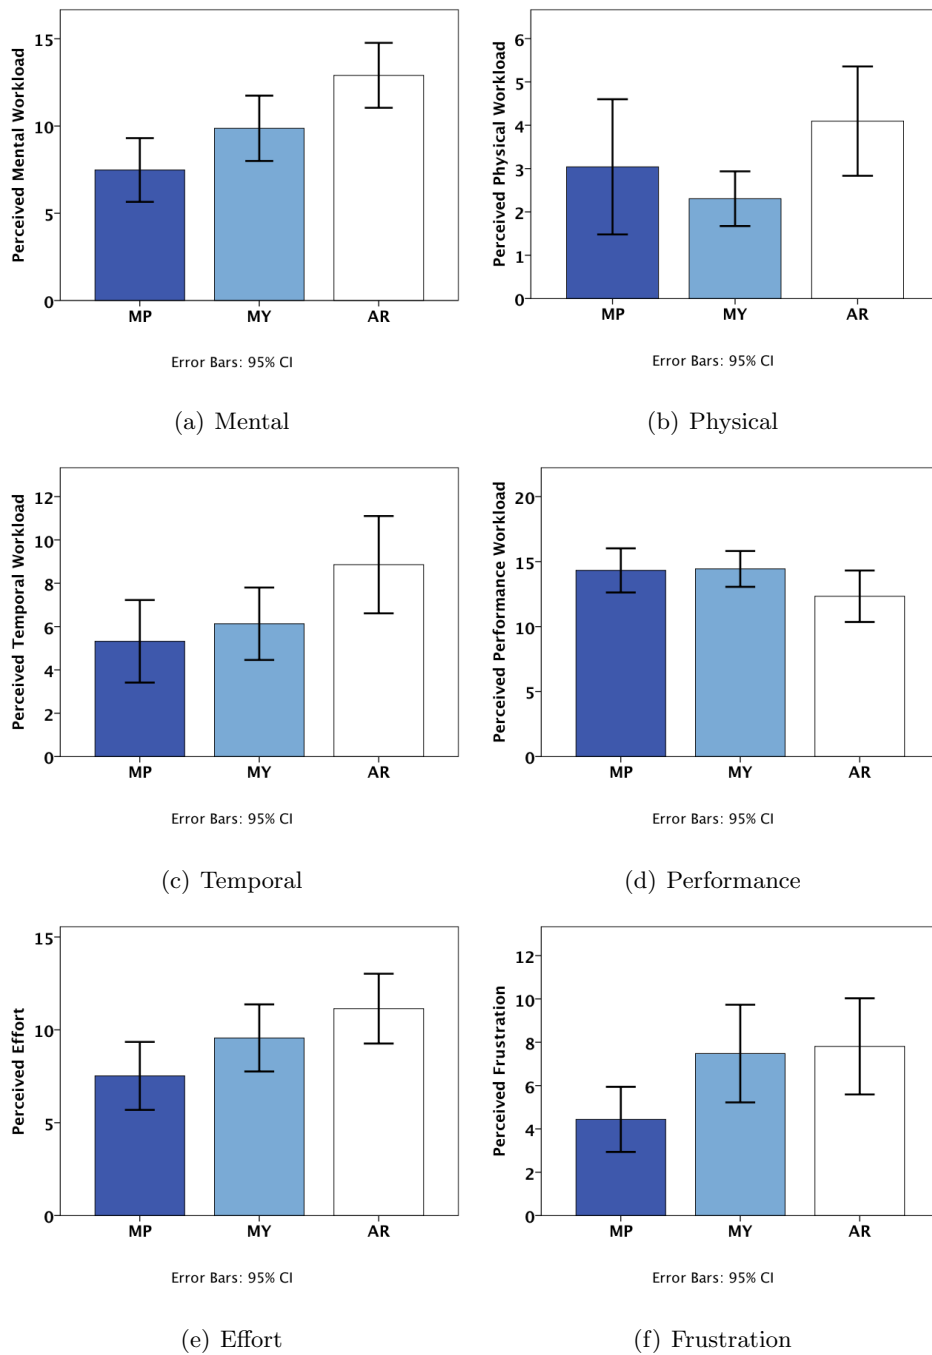 Perceived Mental Workload
15
10
5
0
MP MY AR
Error Bars: 95% CI
(a) Mental
Perceived Physical Workload
6
5
4
3
2
1
0
MP MY AR
Error Bars: 95% CI
(b) Physical
Perceived Temporal Workload
12
10
8
6
4
2
0
MP MY AR
Error Bars: 95% CI
(c) Temporal
Perceived Performance Workload
20
15
10
5
0
MP MY AR
Error Bars: 95% CI
(d) Performance
Perceived Effort
15
10
5
0
MP MY AR
Error Bars: 95% CI
(e) Effort
Perceived Frustration
12
10
8
6
4
2
0
MP MY AR
Error Bars: 95% CI
(f) Frustration